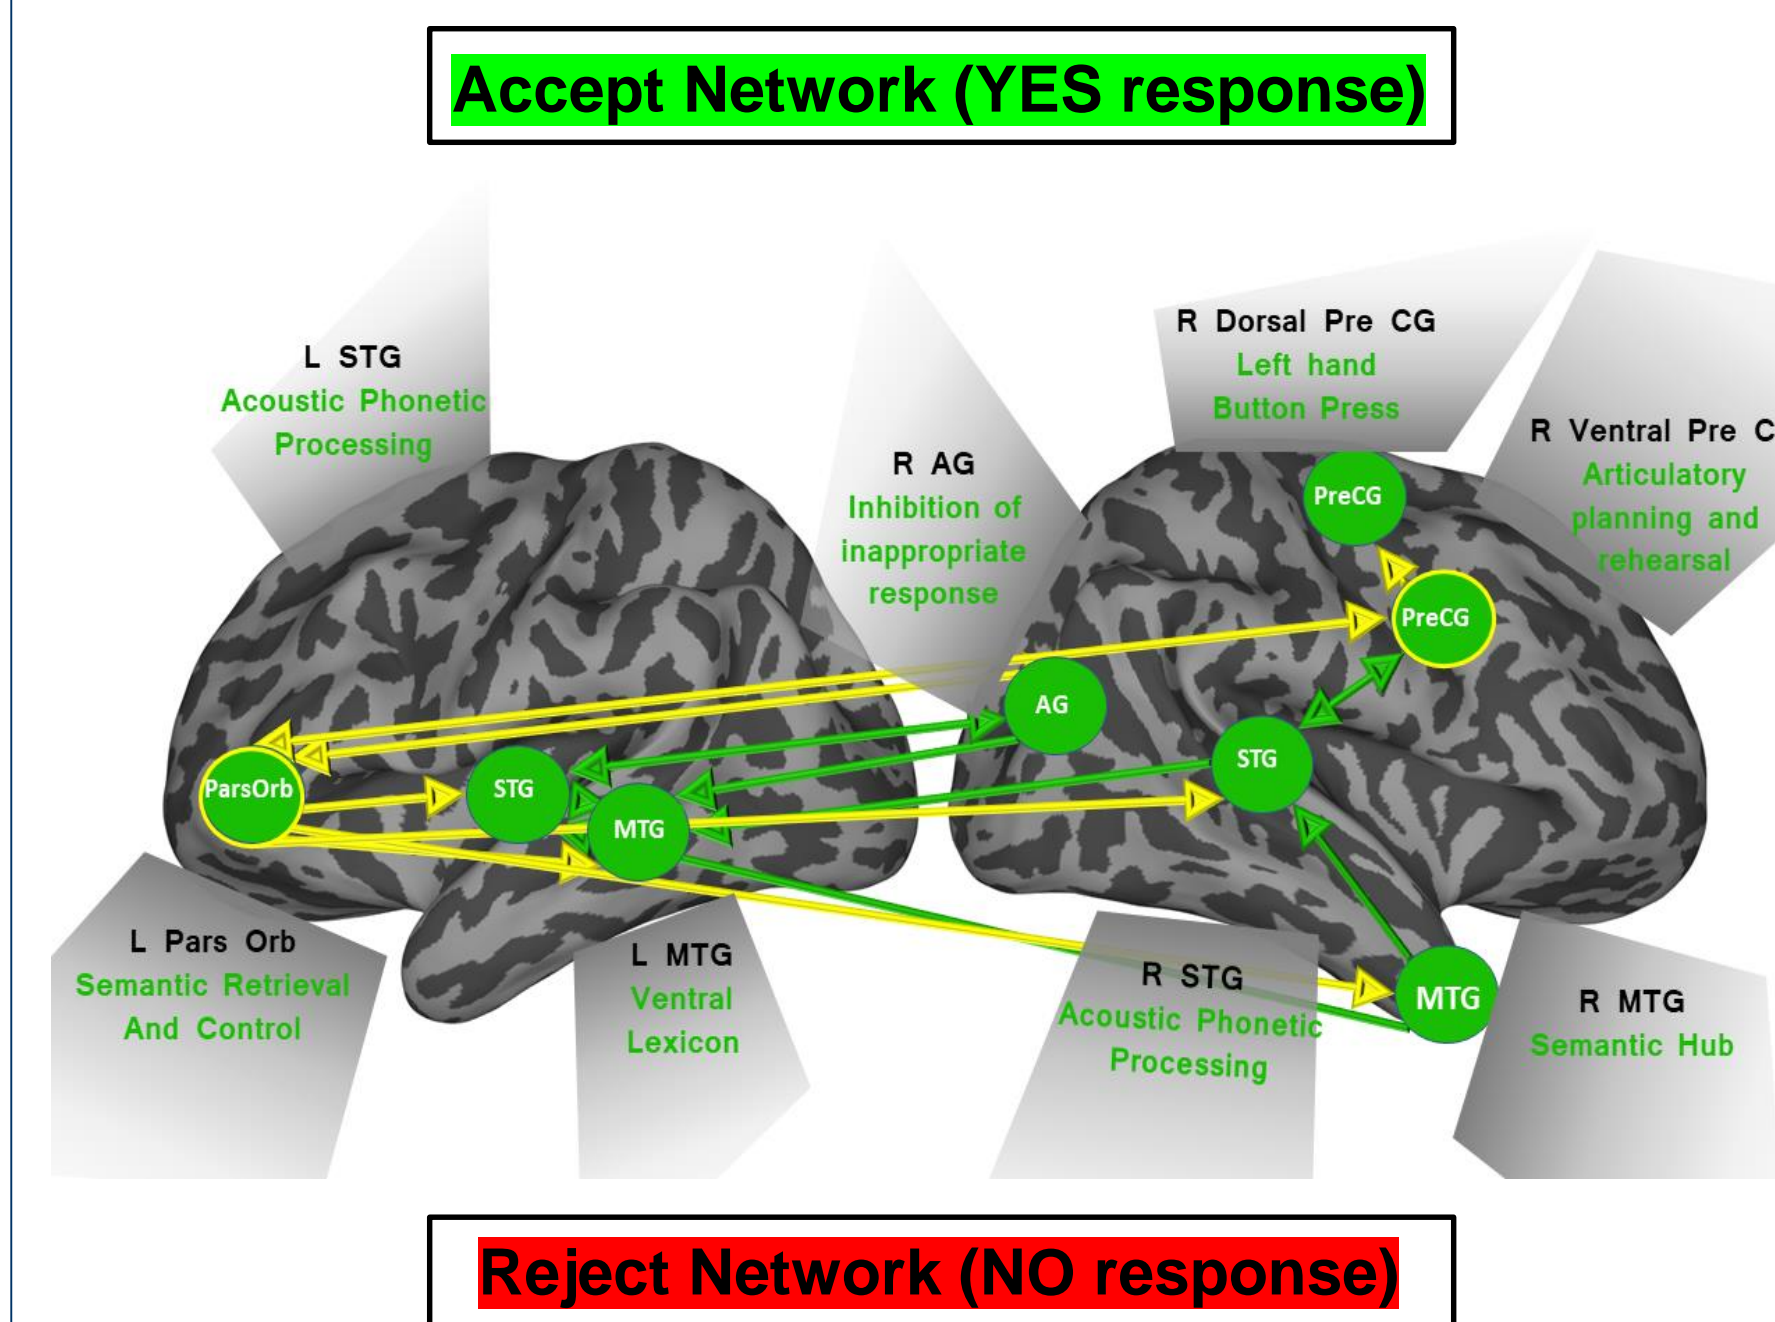 Accept Network (YES response)
L STG
Acoustic Phonetic
Processing
R AG
Inhibition of
inappropriate
response
R Dorsal Pre CG
Left hand
Button Press
R Ventral Pre C
Articulatory
planning and
rehearsal
PreCG
PreCG
AG
STG
ParsOrb
STG
MTG
MTG
L Pars Orb
Semantic Retrieval
And Control
L MTG
Ventral
Lexicon
R STG
Acoustic Phonetic
Processing
R MTG
Semantic Hub
Reject Network (NO response)